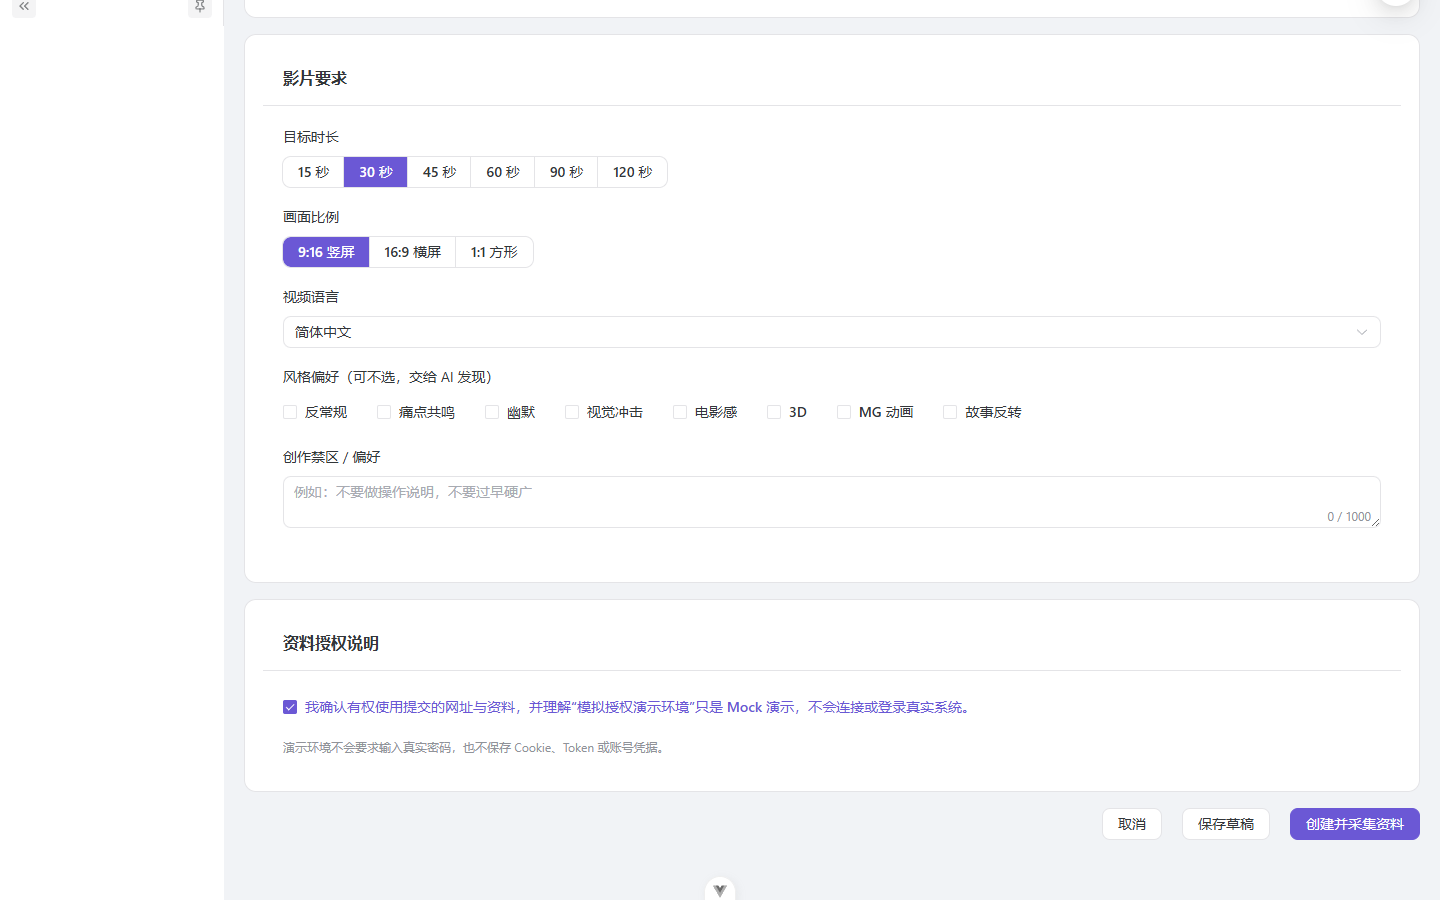 影片要求
目标时长
15 秒 30 秒 45 秒 60 秒 90 秒 120 秒
画面比例
9:16 竖屏 16:9 横屏 1:1 方形
视频语言
简体中文
风格偏好（可不选，交给 AI 发现）
反常规 痛点共鸣 幽默 视觉冲击 电影感 3D MG 动画 故事反转
创作禁区 / 偏好
例如：不要做操作说明，不要过早硬广
0 / 1000
资料授权说明
我确认有权使用提交的网址与资料，并理解“模拟授权演示环境”只是 Mock 演示，不会连接或登录真实系统。
演示环境不会要求输入真实密码，也不保存 Cookie、Token 或账号凭据。
取消 保存草稿 创建并采集资料